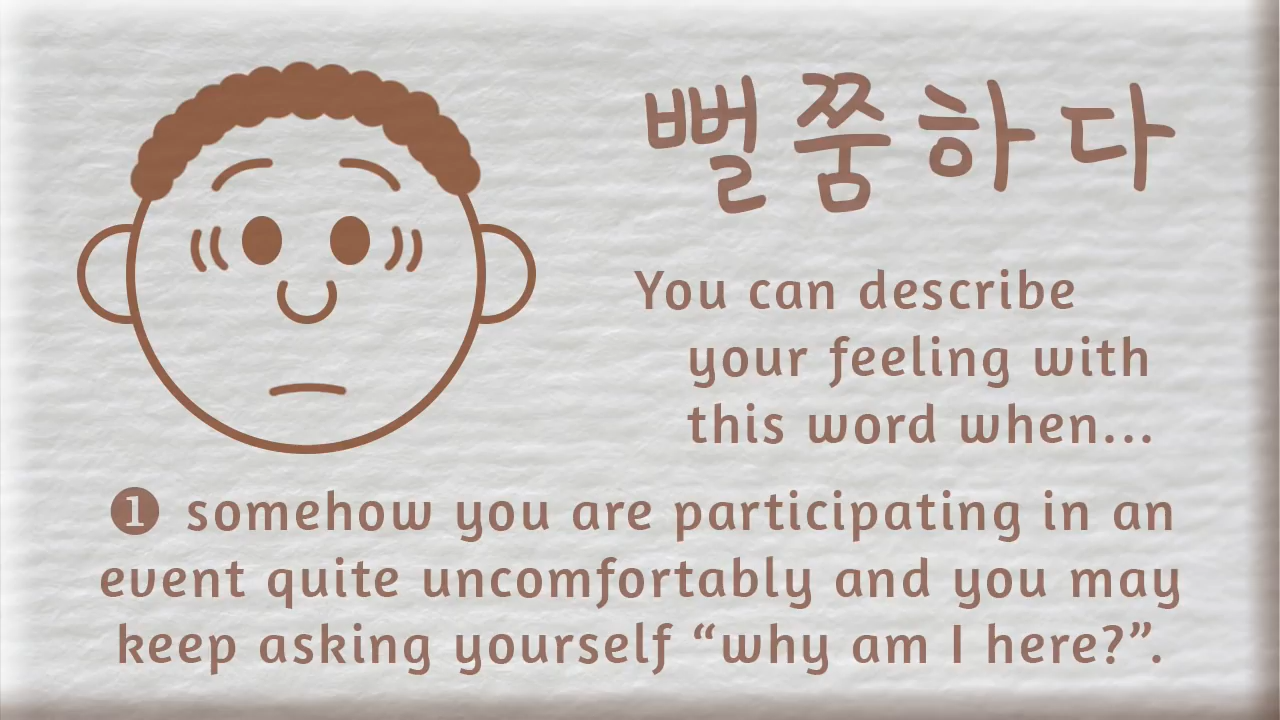 뻘쭘하다
You can describe
your feeling with
this word when...
❶ somehow you are participating in an
event quite uncomfortably and you may
keep asking yourself “why am I here?”.